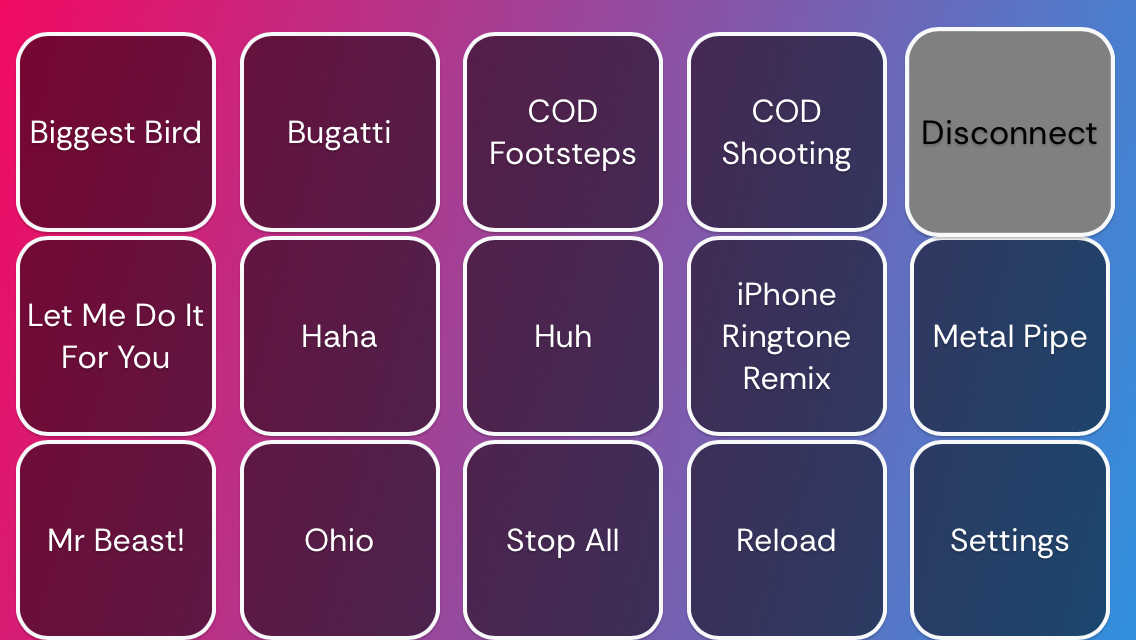 Biggest Bird
Bugatti
COD
Footsteps
COD
Shooting
Disconnect
Let Me Do It
For You
Haha
Huh
iPhone
Ringtone
Remix
Metal Pipe
Mr Beast!
Ohio
Stop All
Reload
Settings